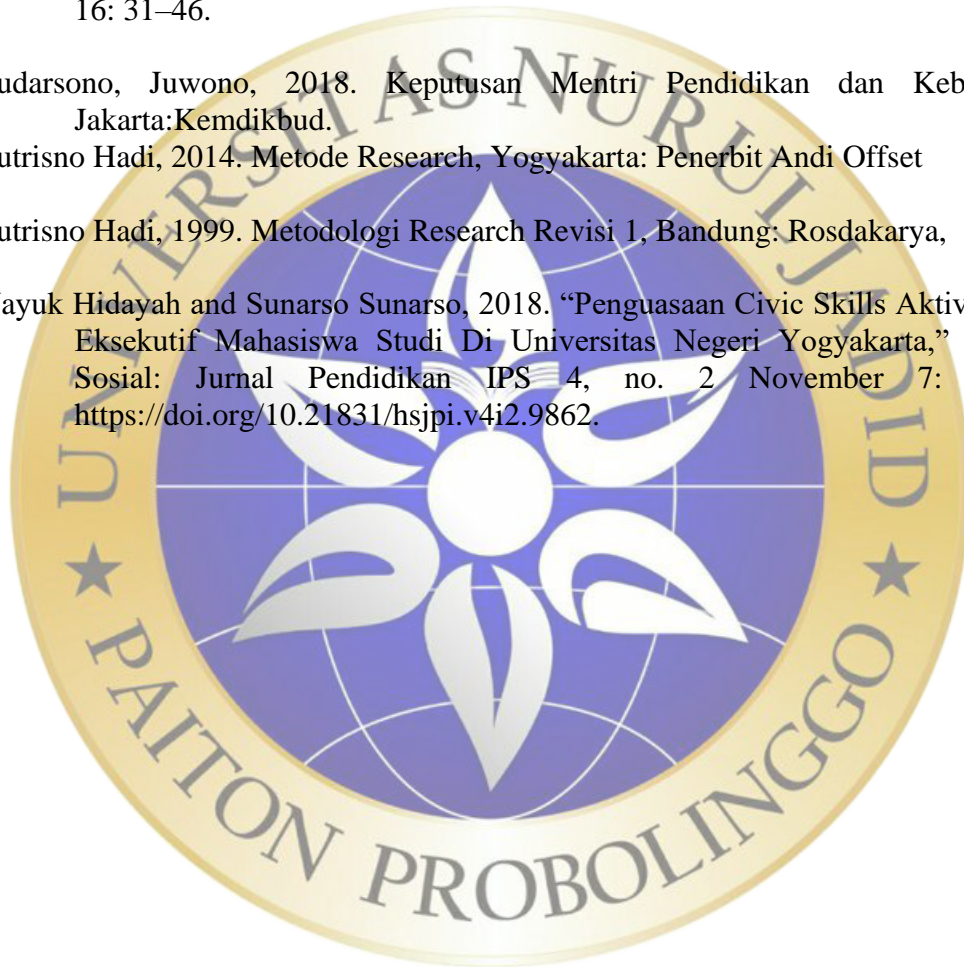 16: 31–46.
udarsono, Juwono, 2018. Keputusan Mentri Pendidikan dan Keb
Jakarta:Kemdikbud.
utrisno Hadi, 2014. Metode Research, Yogyakarta: Penerbit Andi Offset
utrisno Hadi, 1999. Metodologi Research Revisi 1, Bandung: Rosdakarya,
ayuk Hidayah and Sunarso Sunarso, 2018. “Penguasaan Civic Skills Aktiv
Eksekutif Mahasiswa Studi Di Universitas Negeri Yogyakarta,”
Sosial: Jurnal Pendidikan IPS 4, no. 2 November 7:
https://doi.org/10.21831/hsjpi.v4i2.9862.
UNIVERSITAS NURUL JADID
★ PAITON PROBOLINGGO ★